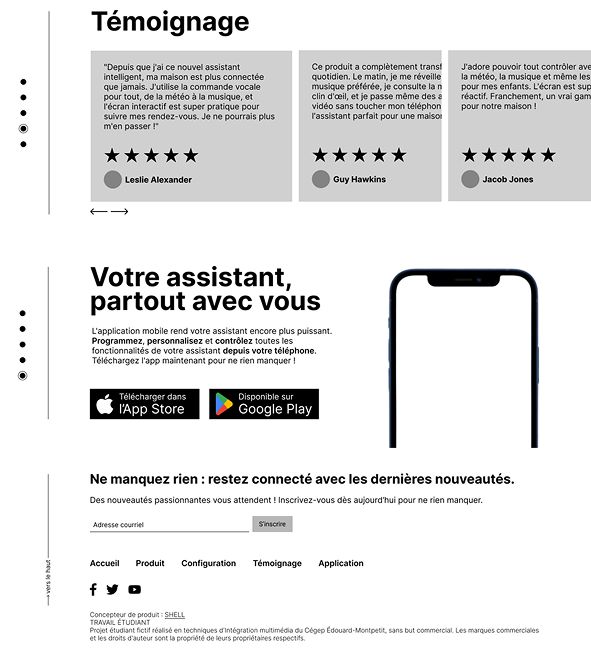 Témoignage
"Depuis que j'ai ce nouvel assistant
intelligent, ma maison est plus connectée
que jamais. J'utilise la commande vocale
pour tout, de la météo à la musique, et
l'écran interactif est super pratique pour
suivre mes rendez-vous. Je ne pourrais plus
m'en passer !"
Leslie Alexander
Ce produit a complètement transf
quotidien. Le matin, je me réveille
musique préférée, je consulte la m
clin d'œil, et je passe même des a
vidéo sans toucher mon téléphon
l'assistant parfait pour une maison
Guy Hawkins
J'adore pouvoir tout contrôler ave
la météo, la musique et même les
pour mes enfants. L'écran est sup
réactif. Franchement, un vrai gam
pour notre maison !
Jacob Jones
Votre assistant,
partout avec vous
L'application mobile rend votre assistant encore plus puissant.
Programmez, personnalisez et contrôlez toutes les
fonctionnalités de votre assistant depuis votre téléphone.
Téléchargez l'app maintenant pour ne rien manquer !
Télécharger dans
l'App Store
Disponible sur
Google Play
Ne manquez rien : restez connecté avec les dernières nouveautés.
Des nouveautés passionnantes vous attendent ! Inscrivez-vous dès aujourd'hui pour ne rien manquer.
Adresse courriel
S'inscrire
vers le haut
Accueil Produit Configuration Témoignage Application
Concepteur de produit : SHELL
TRAVAIL ÉTUDIANT
Projet étudiant fictif réalisé en techniques d'Intégration multimédia du Cégep Édouard-Montpetit, sans but commercial. Les marques commerciales
et les droits d'auteur sont la propriété de leurs propriétaires respectifs.